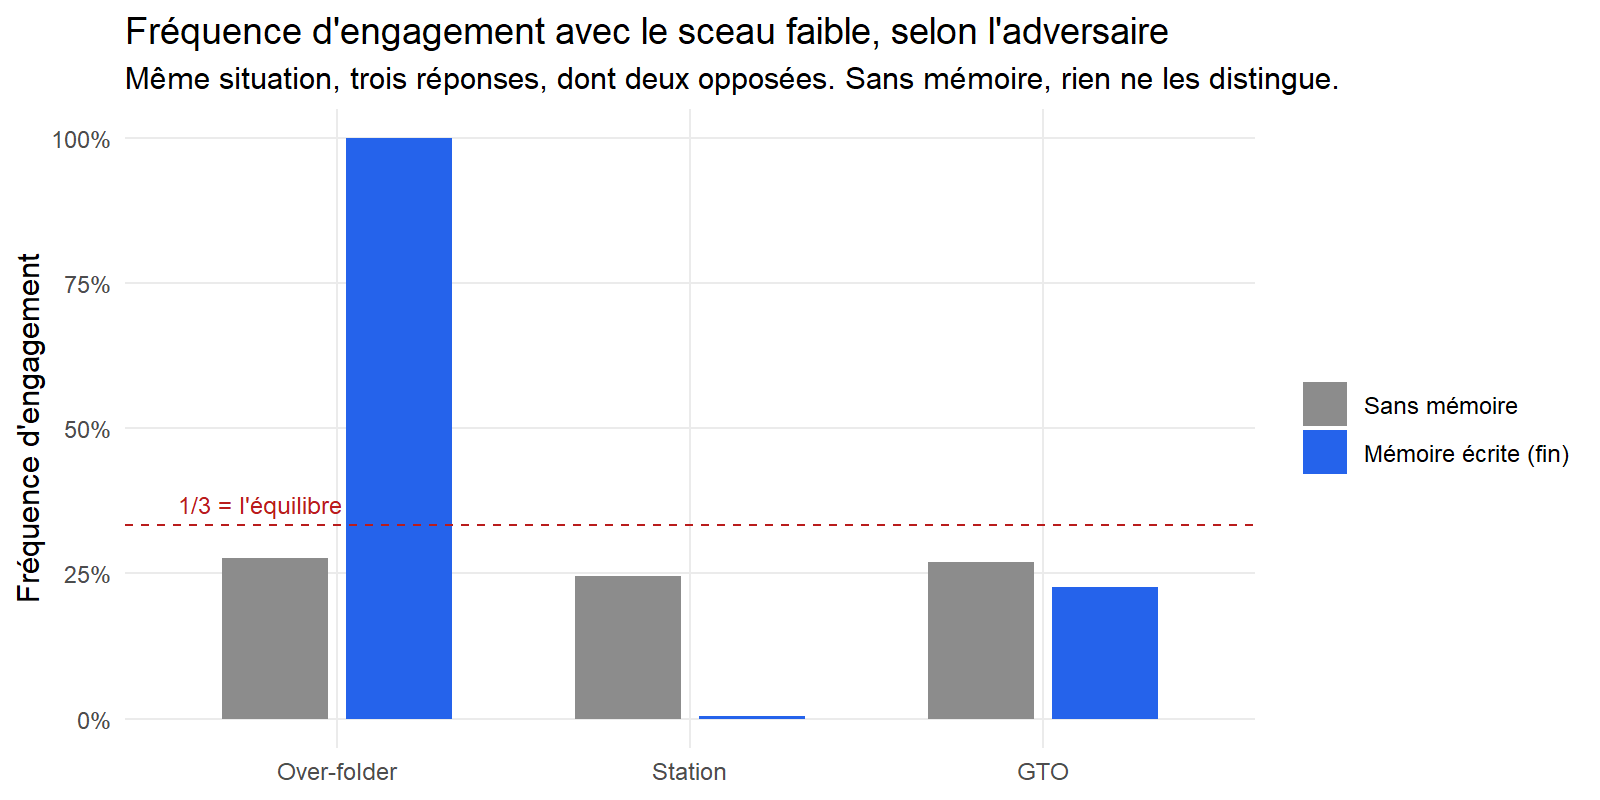 Fréquence d'engagement avec le sceau faible, selon l'adversaire
Même situation, trois réponses, dont deux opposées. Sans mémoire, rien ne les distingue.
Fréquence d'engagement
100%
75%
50%
25%
0%
1/3 = l'équilibre
Over-folder
Station
GTO
Sans mémoire
Mémoire écrite (fin)